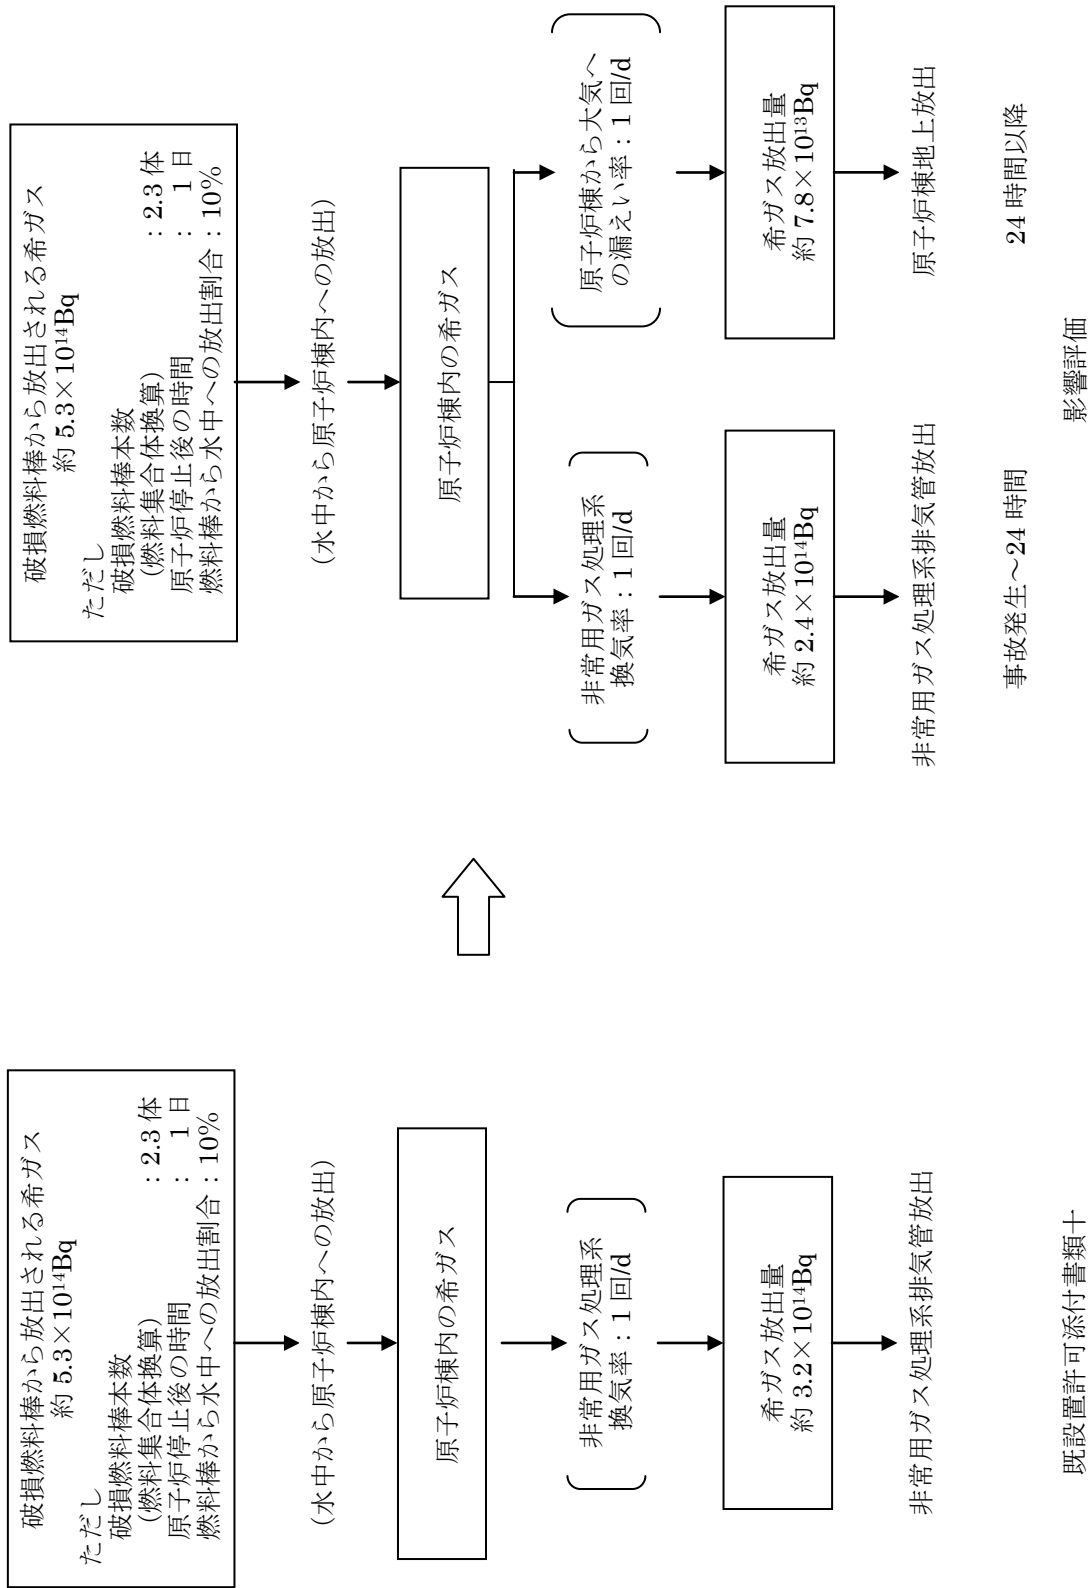 破損燃料棒から放出される希ガス
約 5.3×10¹⁴Bq
ただし
破損燃料棒本数
(燃料集合体換算) : 2.3 体
原子炉停止後の時間 : 1 日
燃料棒から水中への放出割合 : 10%
(水中から原子炉棟内への放出)
原子炉棟内の希ガス
非常用ガス処理系
換気率 : 1 回/d
希ガス放出量
約 3.2×10¹⁴Bq
非常用ガス処理系排気管放出
既設置許可添付書類十
破損燃料棒から放出される希ガス
約 5.3×10¹⁴Bq
ただし
破損燃料棒本数
(燃料集合体換算) : 2.3 体
原子炉停止後の時間 : 1 日
燃料棒から水中への放出割合 : 10%
(水中から原子炉棟内への放出)
原子炉棟内の希ガス
非常用ガス処理系
換気率 : 1 回/d
希ガス放出量
約 2.4×10¹⁴Bq
非常用ガス処理系排気管放出
事故発生～24 時間
原子炉棟から大気へ
の漏えい率 : 1 回/d
希ガス放出量
約 7.8×10¹³Bq
原子炉棟地上放出
24 時間以降
影響評価